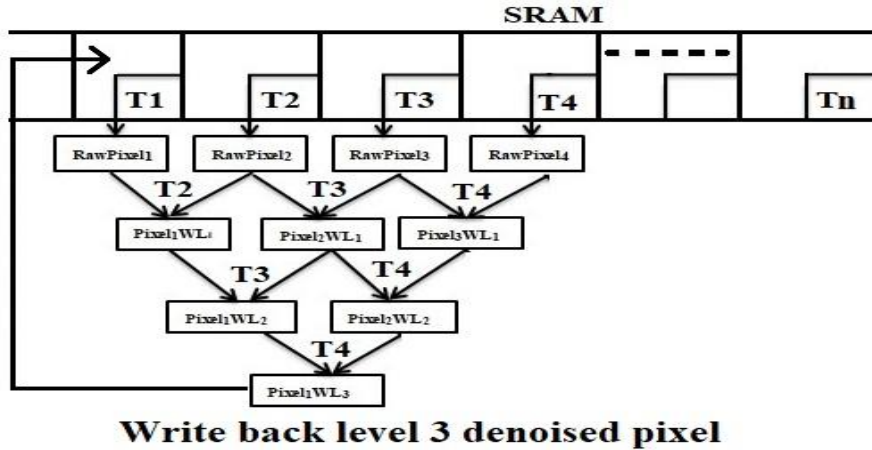 SRAM
T1 T2 T3 T4 Tn
RawPixel1 RawPixel2 RawPixel3 RawPixel4
T2 T3 T4
Pixel1WL1 Pixel2WL1 Pixel3WL1
T3 T4
Pixel1WL2 Pixel2WL2
T4
Pixel1WL3
Write back level 3 denoised pixel